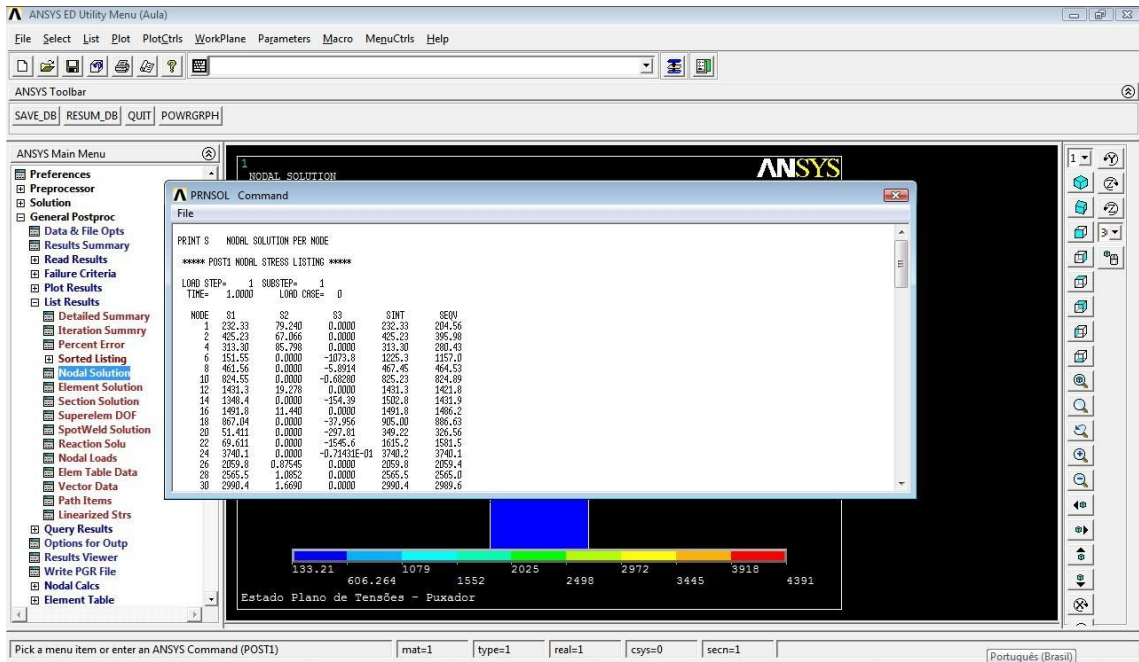 ANSYS ED Utility Menu (Aula)
File Select List Plot PlotCtrls WorkPlane Parameters Macro MenuCtrls Help
ANSYS Toolbar
SAVE_DB RESUM_DB QUIT POWRGRPH
ANSYS Main Menu
Preferences
Preprocessor
Solution
General Postproc
Data & File Opts
Results Summary
Read Results
Failure Criteria
Plot Results
List Results
Detailed Summary
Iteration Summry
Percent Error
Sorted Listing
Nodal Solution
Element Solution
Section Solution
Superelem DOF
SpotWeld Solution
Reaction Solu
Nodal Loads
Elem Table Data
Vector Data
Path Items
Linearized Strs
Query Results
Options for Outp
Results Viewer
Write PGR File
Nodal Calcs
Element Table
1
NODAL SOLUTION
ANSYS
PRNSOL Command
File
PRINT S NODAL SOLUTION PER NODE
***** POST1 NODAL STRESS LISTING *****
LOAD STEP= 1 SUBSTEP= 1
TIME= 1.0000 LOAD CASE= 0
NODE S1 S2 S3 SINT SEQV
1 232.33 79.240 0.0000 232.33 204.56
2 425.23 67.066 0.0000 425.23 395.98
4 313.30 85.798 0.0000 313.30 280.43
6 151.55 0.0000 -1073.8 1225.3 1157.0
8 461.56 0.0000 -5.8914 467.45 464.53
10 824.55 0.0000 -0.68280 825.23 824.89
12 1431.3 19.278 0.0000 1431.3 1421.8
14 1348.4 0.0000 -154.39 1502.8 1431.9
16 1491.8 11.440 0.0000 1491.8 1486.2
18 867.04 0.0000 -37.956 905.00 886.63
20 51.411 0.0000 -297.81 349.22 326.56
22 69.611 0.0000 -1545.6 1615.2 1581.5
24 3740.1 0.0000 -0.71431E-01 3740.2 3740.1
26 2059.8 0.87545 0.0000 2059.8 2059.4
28 2565.5 1.0852 0.0000 2565.5 2565.0
30 2990.4 1.6690 0.0000 2990.4 2989.6
133.21 1079 2025 2972 3918
606.264 1552 2498 3445 4391
Estado Plano de Tensões - Puxador
1
Pick a menu item or enter an ANSYS Command (POST1) mat=1 type=1 real=1 csys=0 secn=1
Português (Brasil)